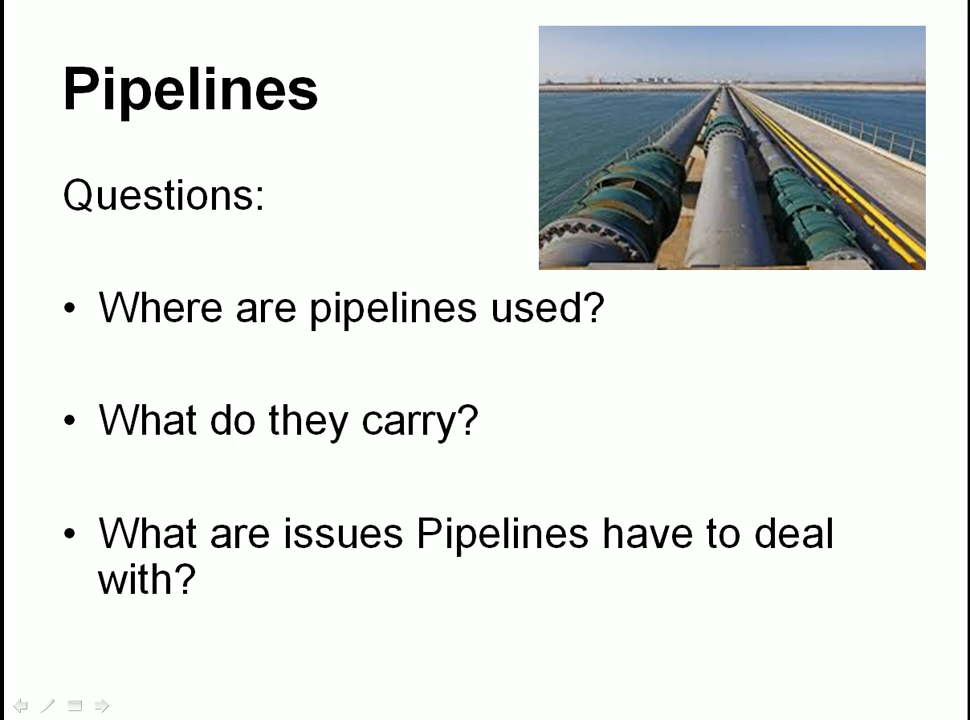 Pipelines
Questions:
• Where are pipelines used?
• What do they carry?
• What are issues Pipelines have to deal
with?